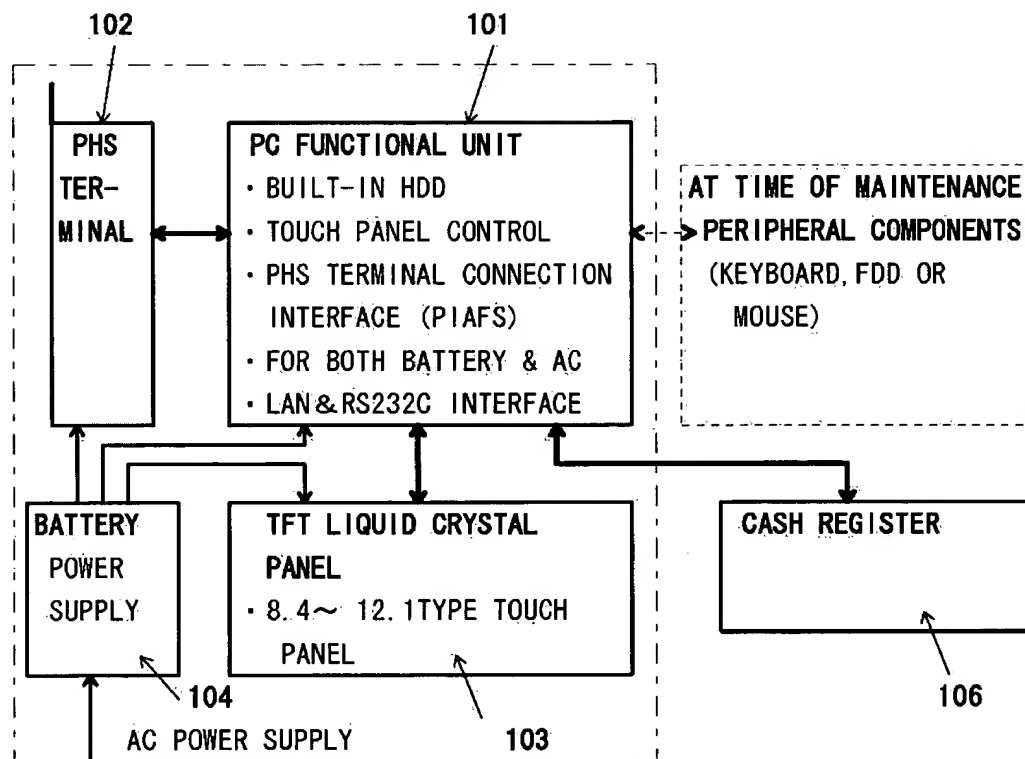 102
101
PHS
TER-
MINAL
PC FUNCTIONAL UNIT
・BUILT-IN HDD
・TOUCH PANEL CONTROL
・PHS TERMINAL CONNECTION
INTERFACE (PIAFS)
・FOR BOTH BATTERY & AC
・LAN&RS232C INTERFACE
AT TIME OF MAINTENANCE
PERIPHERAL COMPONENTS
(KEYBOARD, FDD OR
MOUSE)
BATTERY
POWER
SUPPLY
TFT LIQUID CRYSTAL
PANEL
・8.4～ 12.1TYPE TOUCH
PANEL
CASH REGISTER
104
103
106
AC POWER SUPPLY